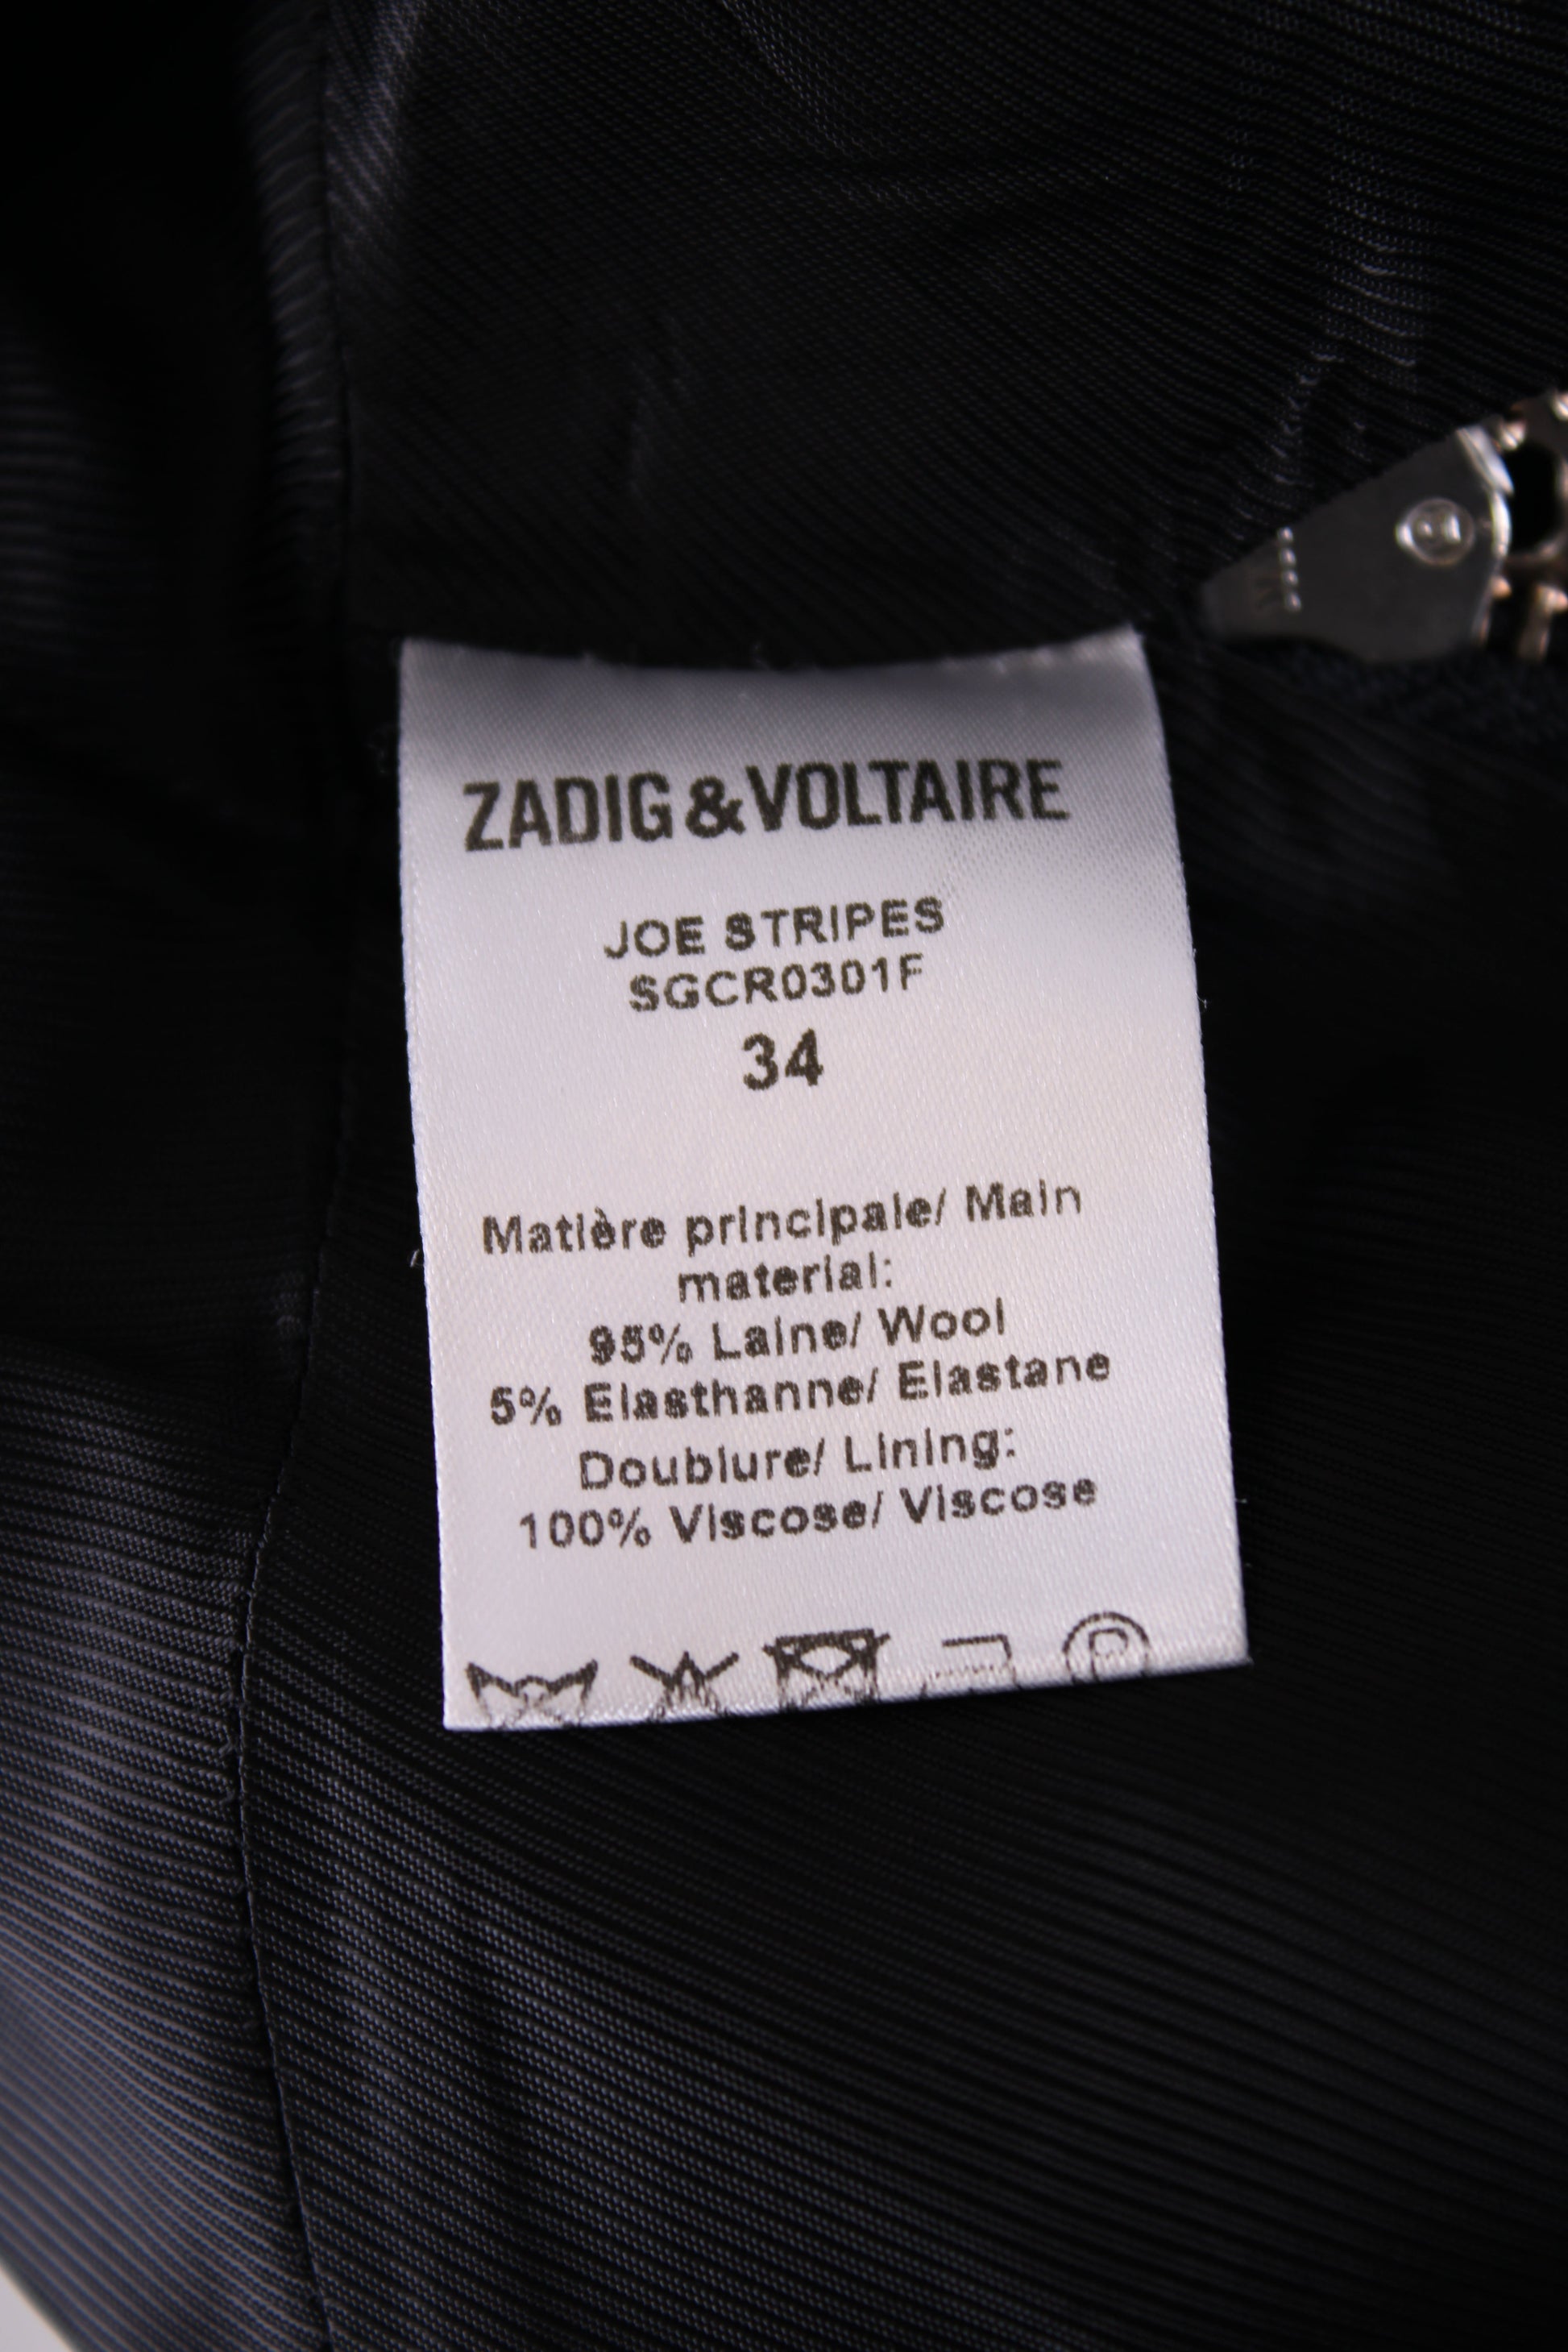 ZADIG&VOLTAIRE
JOE STRIPES
SGCR0301F
34
Matière principale/ Main
material:
95% Laine/ Wool
5% Elasthanne/ Elastane
Doublure/ Lining:
100% Viscose/ Viscose
P